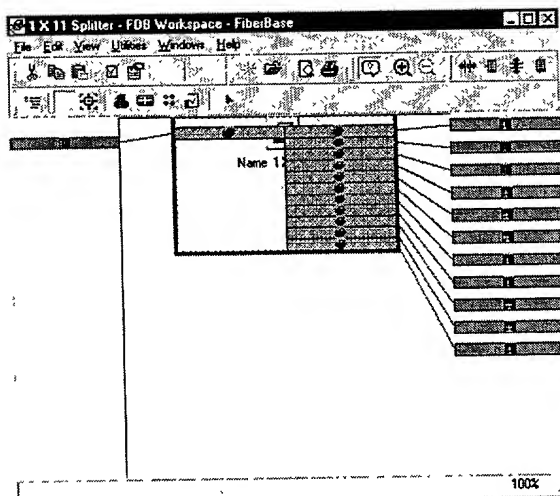 1 X 11 Splitter - FDB Workspace - FiberBase
File Edit View Utilities Windows Help
Name 1
100%